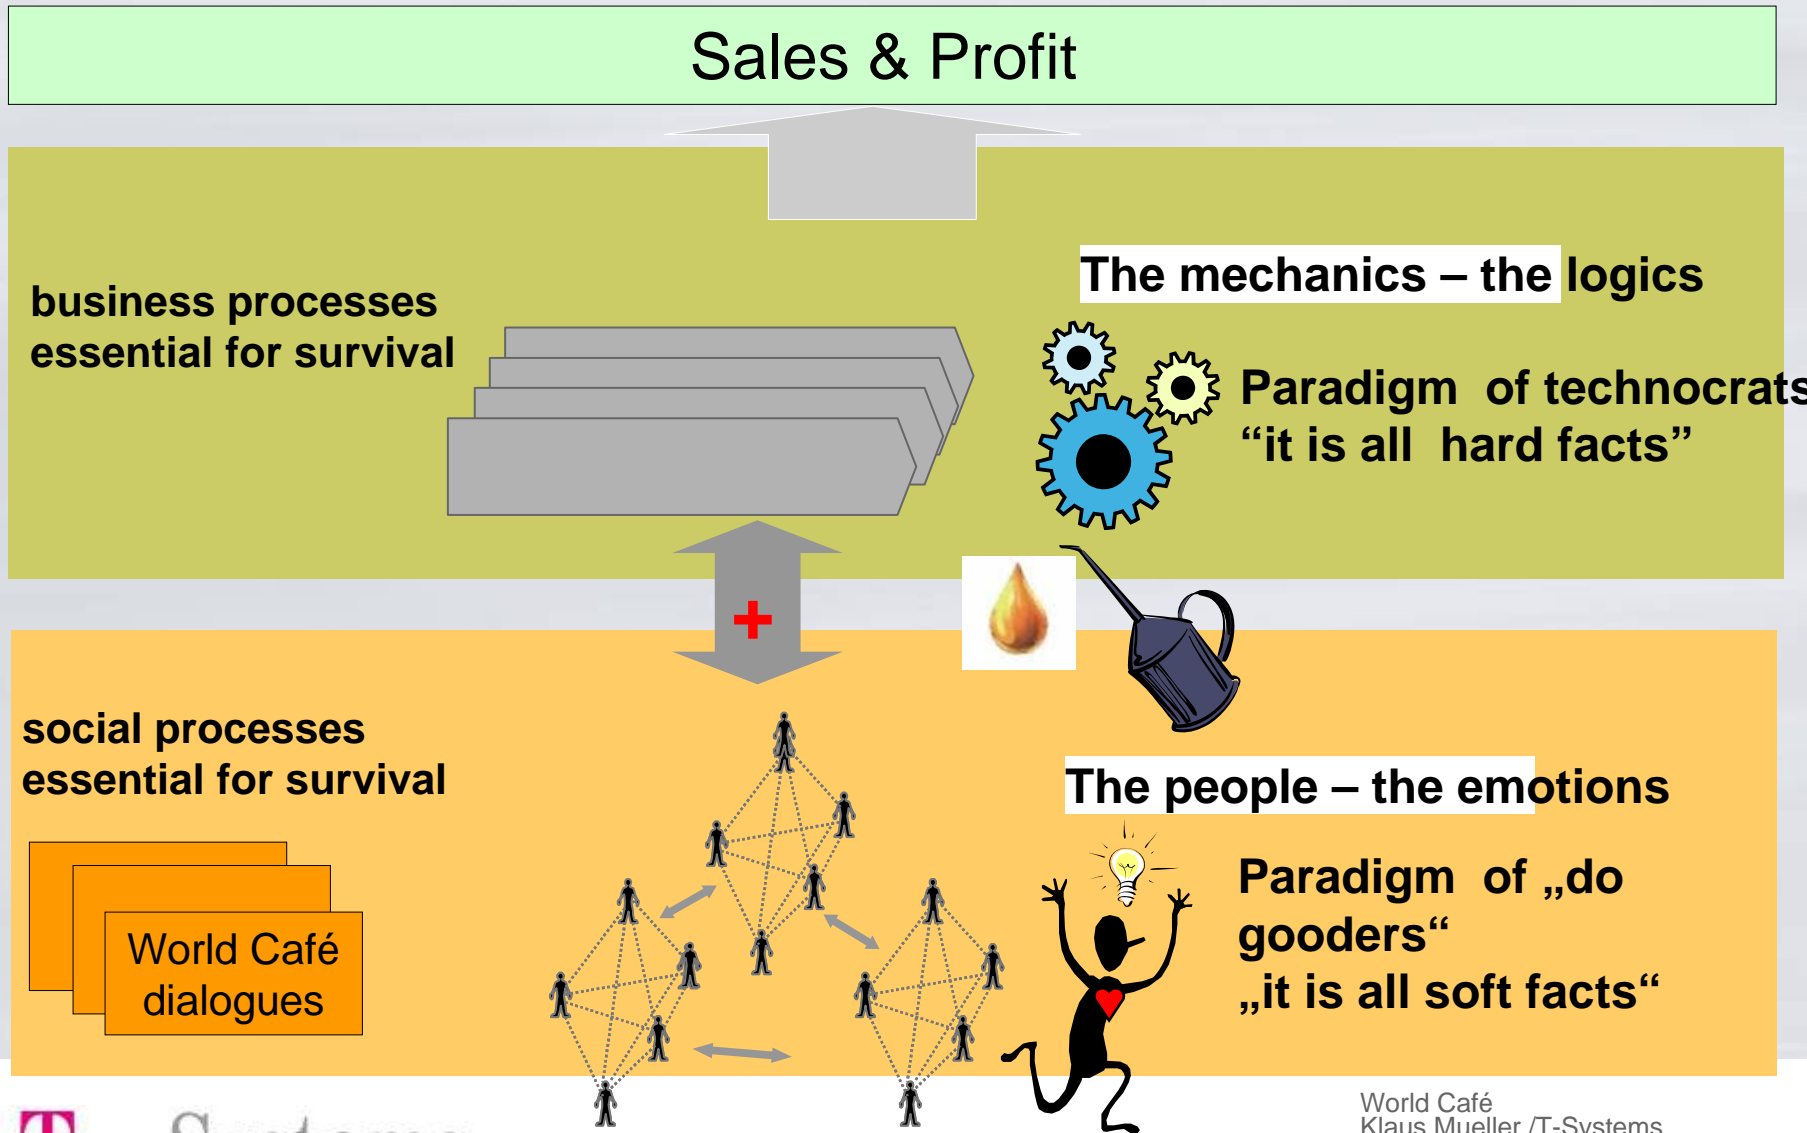 Sales & Profit
business processes
essential for survival
The mechanics – the logics
Paradigm of technocrats
“it is all hard facts”
+
social processes
essential for survival
World Café
dialogues
The people – the emotions
Paradigm of „do
gooders“
„it is all soft facts“
T Systems
World Café
Klaus Mueller /T-Systems